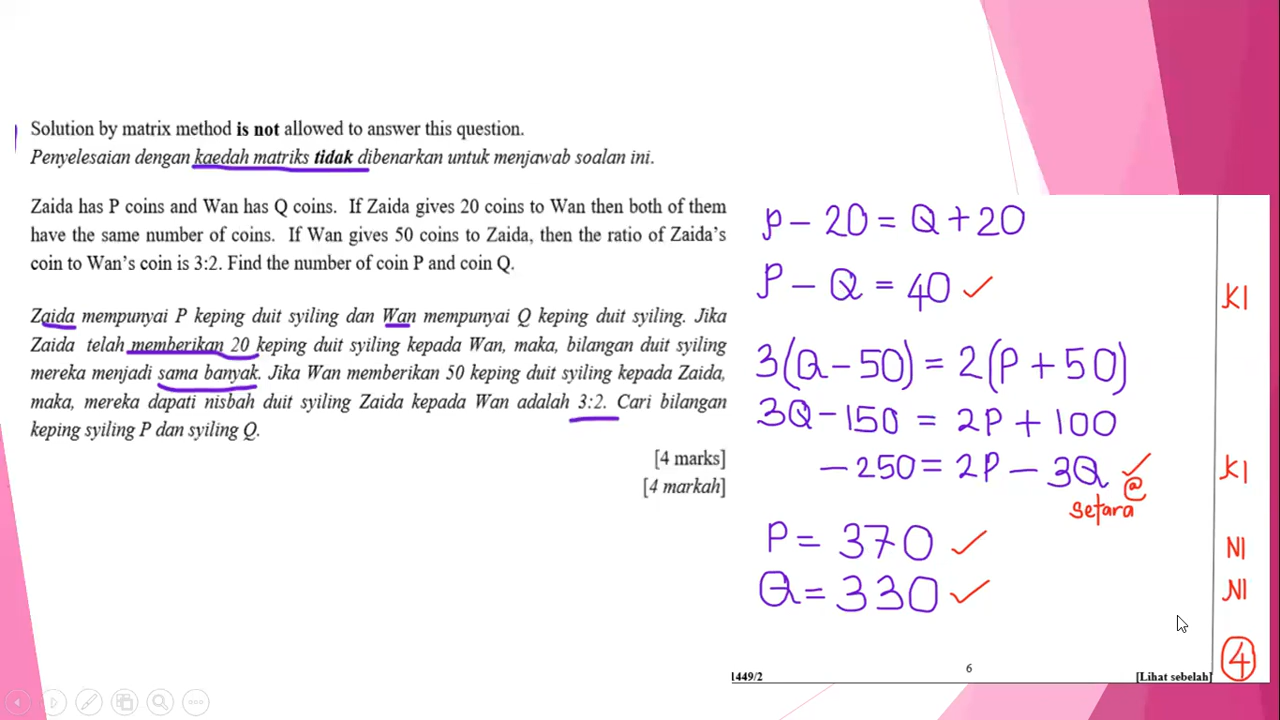 Solution by matrix method is not allowed to answer this question.
Penyelesaian dengan kaedah matriks tidak dibenarkan untuk menjawab soalan ini.
Zaida has P coins and Wan has Q coins. If Zaida gives 20 coins to Wan then both of them
have the same number of coins. If Wan gives 50 coins to Zaida, then the ratio of Zaida's
coin to Wan's coin is 3:2. Find the number of coin P and coin Q.
Zaida mempunyai P keping duit syiling dan Wan mempunyai Q keping duit syiling. Jika
Zaida telah memberikan 20 keping duit syiling kepada Wan, maka, bilangan duit syiling
mereka menjadi sama banyak. Jika Wan memberikan 50 keping duit syiling kepada Zaida,
maka, mereka dapati nisbah duit syiling Zaida kepada Wan adalah 3:2. Cari bilangan
keping syiling P dan syiling Q.
[4 marks]
[4 markah]
P - 20 = Q + 20
P - Q = 40 ✓ K1
3(Q - 50) = 2(P + 50)
3Q - 150 = 2P + 100
-250 = 2P - 3Q ✓ K1
@
setara
P = 370 ✓ N1
Q = 330 ✓ N1
4
6
1449/2 [Lihat sebelah]